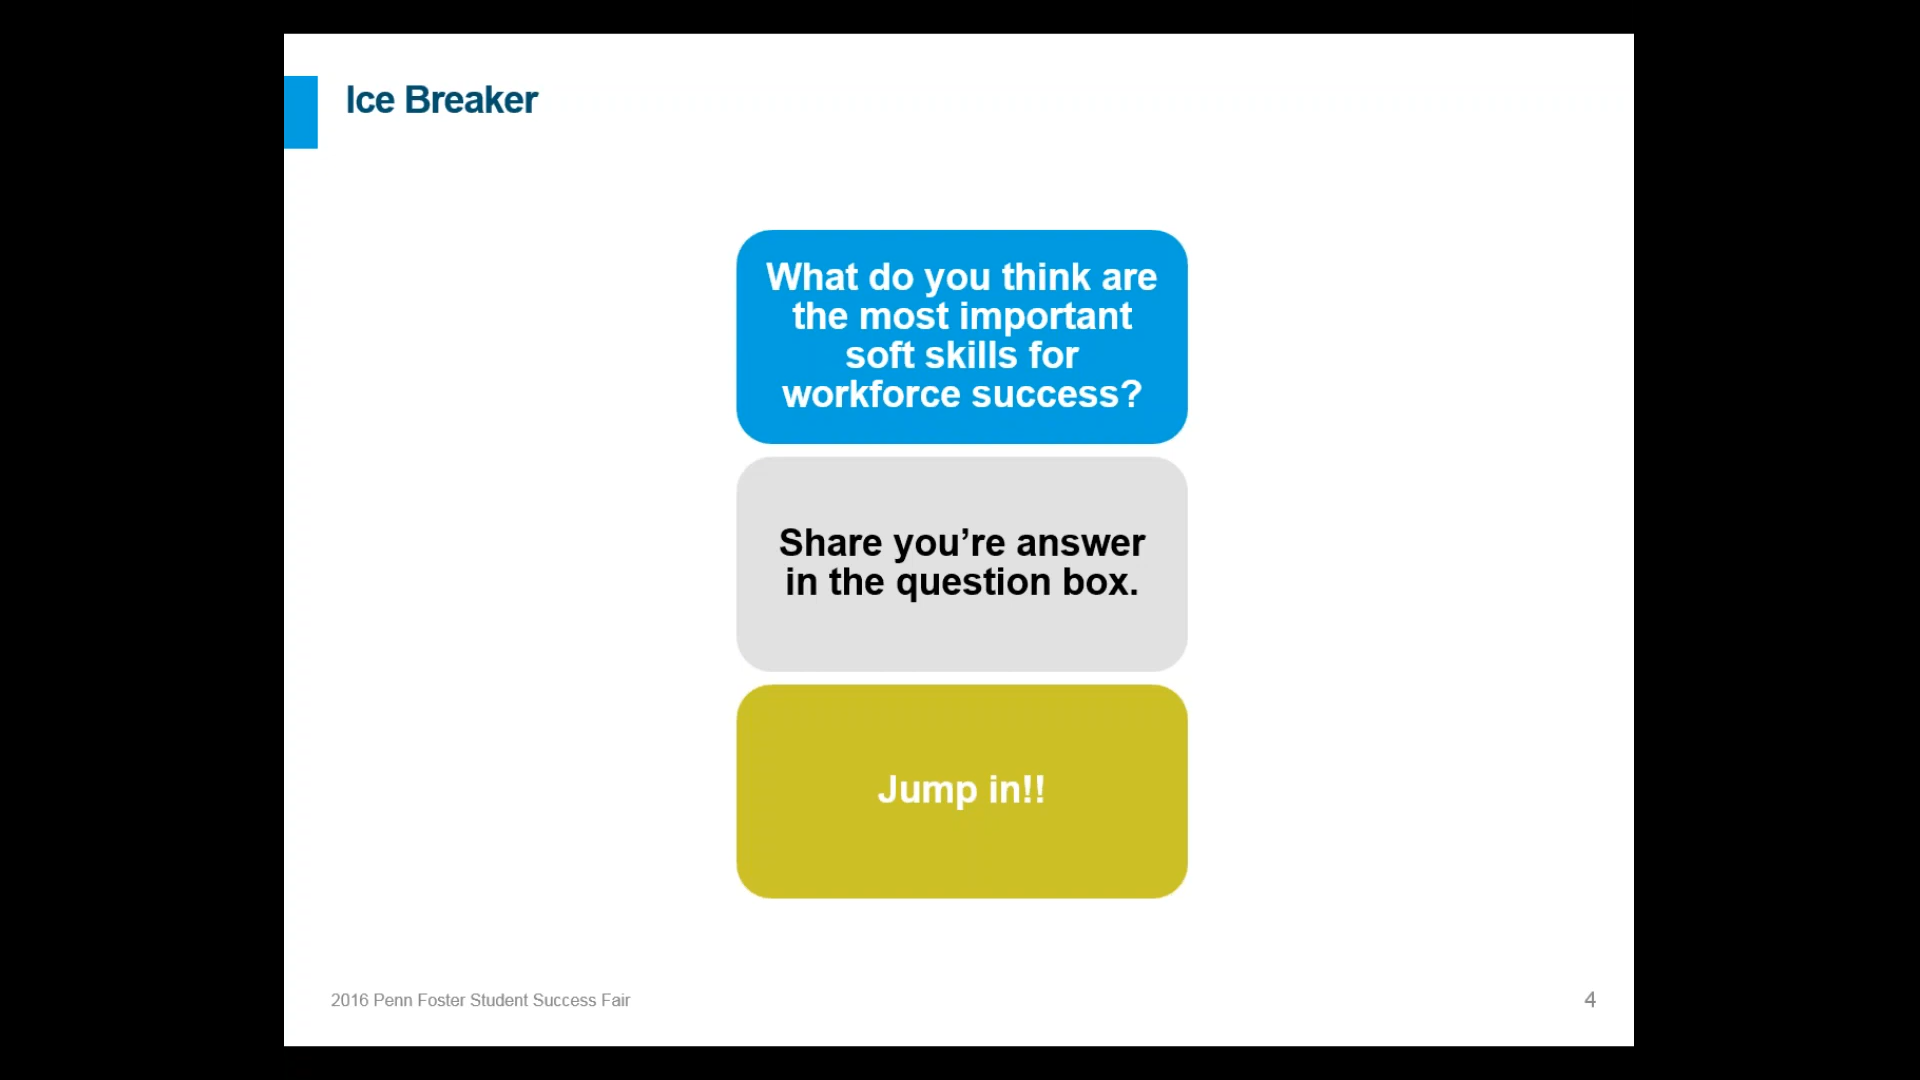 Ice Breaker
What do you think are
the most important
soft skills for
workforce success?
Share you’re answer
in the question box.
Jump in!!
2016 Penn Foster Student Success Fair
4